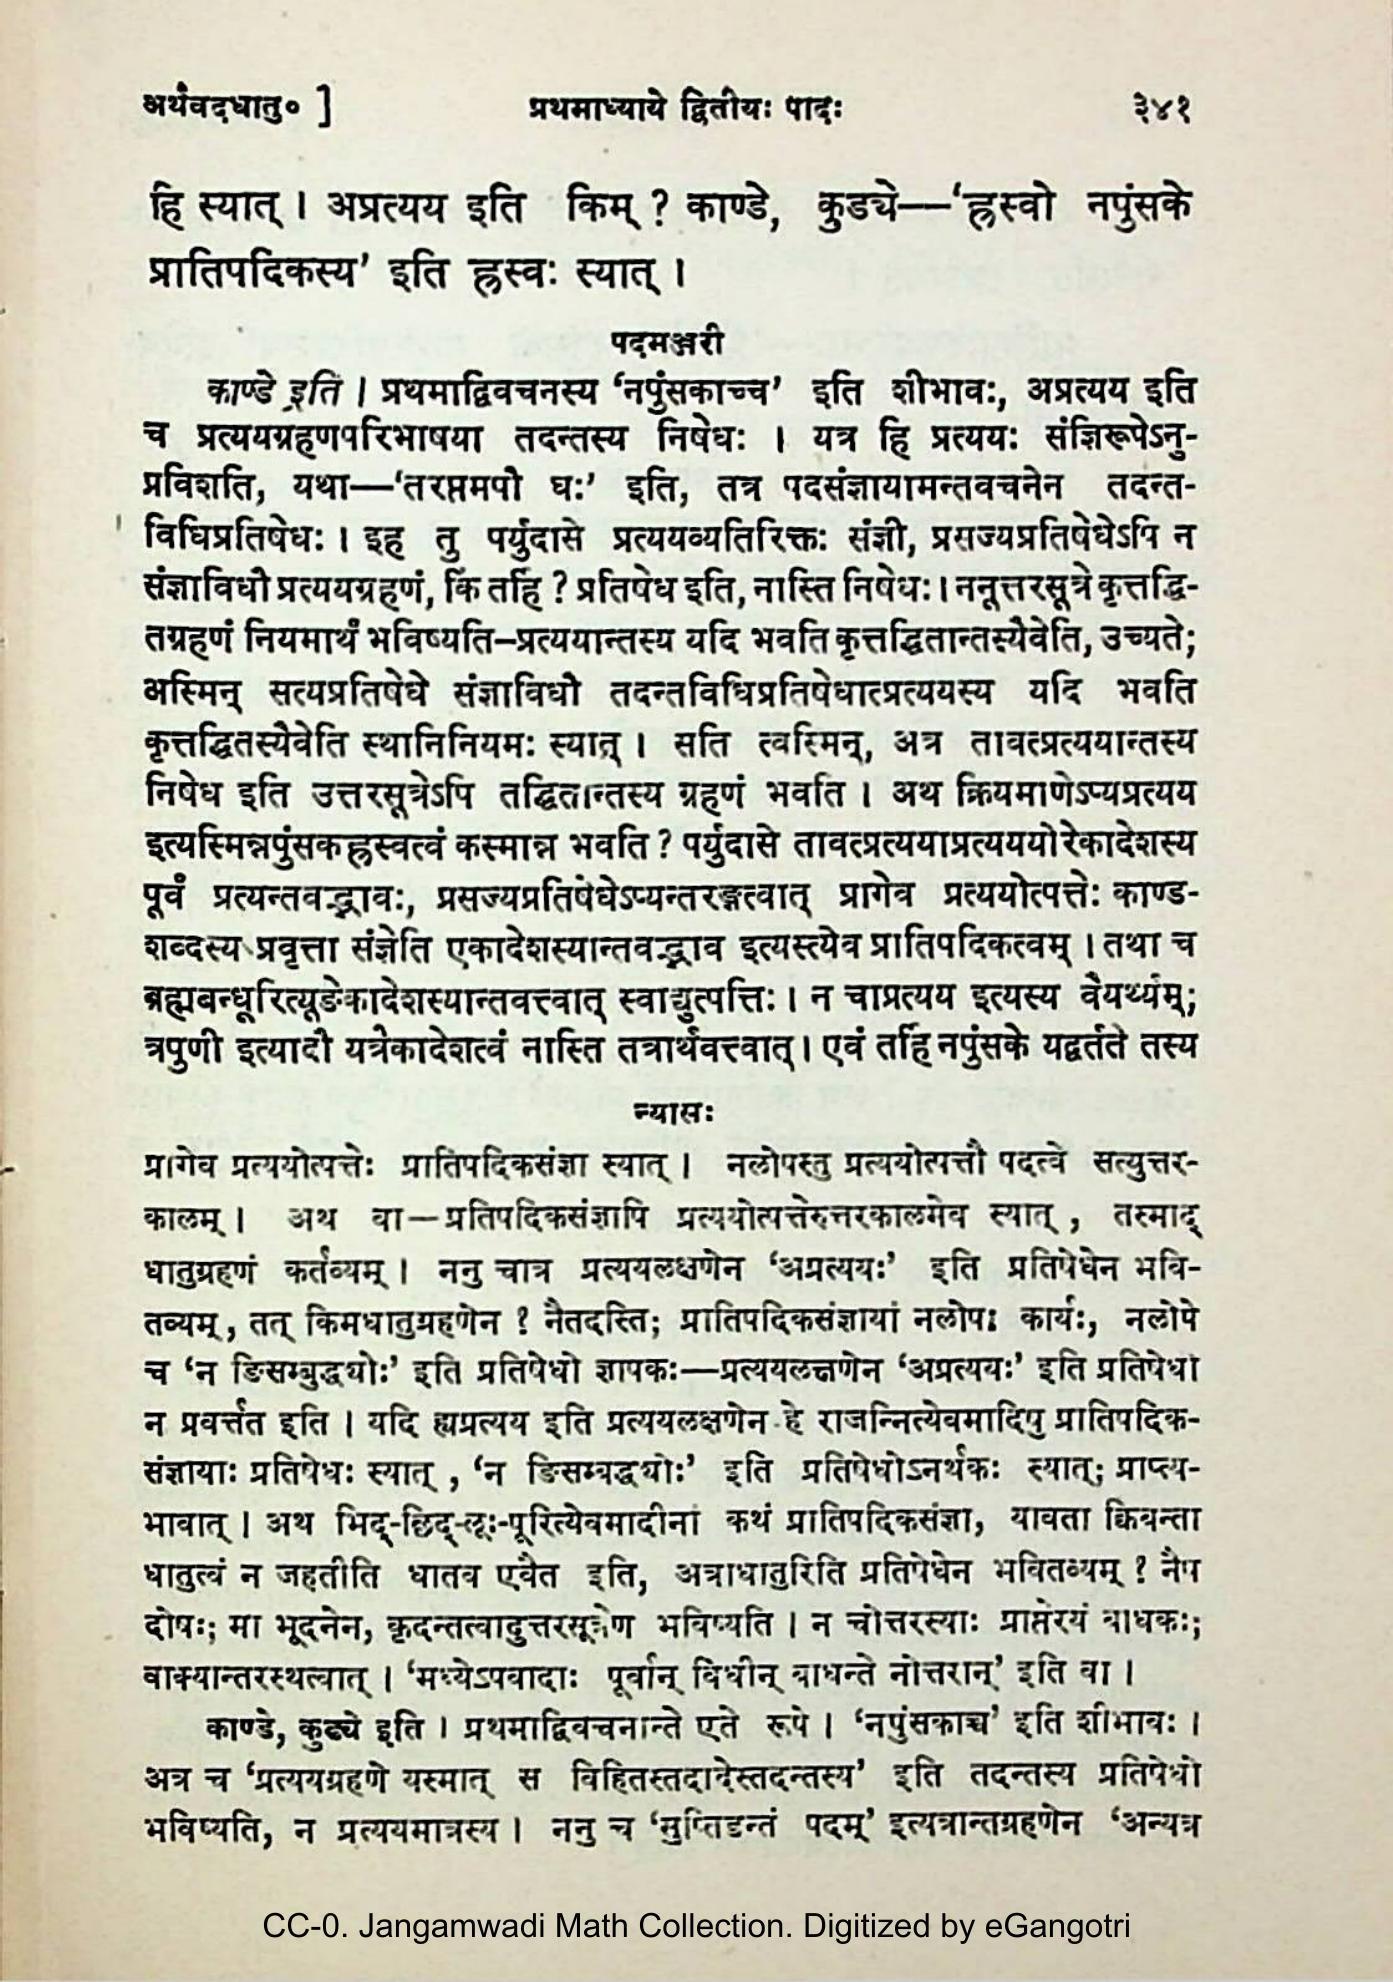 अर्थवदधातु० ] प्रथमाध्याये द्वितीयः पादः ३४१
हि स्यात् । अप्रत्यय इति किम् ? काण्डे, कुड्ये—‘ह्रस्वो नपुंसके
प्रातिपदिकस्य’ इति ह्रस्वः स्यात् ।
पदमञ्जरी
काण्डे इति । प्रथमाद्विवचनस्य ‘नपुंसकाच्च’ इति शीभावः, अप्रत्यय इति
च प्रत्ययग्रहणपरिभाषया तदन्तस्य निषेधः । यत्र हि प्रत्ययः संज्ञिरूपेऽनु-
प्रविशति, यथा—‘तरप्तमपौ घः’ इति, तत्र पदसंज्ञायामन्तवचनेन तदन्त-
विधिप्रतिषेधः । इह तु पर्युदासे प्रत्ययव्यतिरिक्तः संज्ञी, प्रसज्यप्रतिषेधेऽपि न
संज्ञाविधौ प्रत्ययग्रहणं, किं तर्हि ? प्रतिषेध इति, नास्ति निषेधः । ननूत्तरसूत्रे कृत्तद्धि-
तग्रहणं नियमार्थं भविष्यति–प्रत्ययान्तस्य यदि भवति कृत्तद्धितान्तस्यैवेति, उच्यते;
अस्मिन् सत्यप्रतिषेधे संज्ञाविधौ तदन्तविधिप्रतिषेधात्प्रत्ययस्य यदि भवति
कृत्तद्धितस्यैवेति स्थानिनियमः स्यात् । सति त्वस्मिन्, अत्र तावत्प्रत्ययान्तस्य
निषेध इति उत्तरसूत्रेऽपि तद्धितान्तस्य ग्रहणं भवति । अथ क्रियमाणेऽप्यप्रत्यय
इत्यस्मिन्नपुंसकह्रस्वत्वं कस्मान्न भवति ? पर्युदासे तावत्प्रत्ययाप्रत्यययोरेकादेशस्य
पूर्वं प्रत्यन्तवद्भावः, प्रसज्यप्रतिषेधेऽप्यन्तरङ्गत्वात् प्रागेव प्रत्ययोत्पत्तेः काण्ड-
शब्दस्य प्रवृत्ता संज्ञेति एकादेशस्यान्तवद्भाव इत्यस्त्येव प्रातिपदिकत्वम् । तथा च
ब्रह्मबन्धूरित्यूङेकादेशस्यान्तवत्त्वात् स्वाद्युत्पत्तिः । न चाप्रत्यय इत्यस्य वैयर्थ्यम्;
त्रपुणी इत्यादौ यत्रेकादेशत्वं नास्ति तत्रार्थवत्त्वात् । एवं तर्हि नपुंसके यद्वर्तते तस्य
न्यासः
प्रागेव प्रत्ययोत्पत्तेः प्रातिपदिकसंज्ञा स्यात् । नलोपस्तु प्रत्ययोत्पत्तौ पदत्वे सत्युत्तर-
कालम् । अथ वा—प्रतिपदिकसंज्ञापि प्रत्ययोत्पत्तेरुत्तरकालमेव स्यात् , तस्माद्
धातुग्रहणं कर्तव्यम् । ननु चात्र प्रत्ययलक्षणेन ‘अप्रत्ययः’ इति प्रतिषेधेन भवि-
तव्यम्, तत् किमधातुग्रहणेन ? नैतदस्ति; प्रातिपदिकसंज्ञायां नलोपः कार्यः, नलोपे
च ‘न ङिसम्बुद्धयोः’ इति प्रतिषेधो ज्ञापकः—प्रत्ययलक्षणेन ‘अप्रत्ययः’ इति प्रतिषेधो
न प्रवर्त्तत इति । यदि ह्यप्रत्यय इति प्रत्ययलक्षणेन हे राजन्नित्येवमादिषु प्रातिपदिक-
संज्ञायाः प्रतिषेधः स्यात् , ‘न ङिसम्बद्धयोः’ इति प्रतिषेधोऽनर्थकः स्यात्; प्राप्त्य-
भावात् । अथ भिद्-छिद्-लूः-पूरित्येवमादीनां कथं प्रातिपदिकसंज्ञा, यावता क्विबन्ता
धातुत्वं न जहतीति धातव एवैत इति, अत्राधातुरिति प्रतिषेधेन भवितव्यम् ? नैष
दोषः; मा भूदनेन, कृदन्तत्वादुत्तरसूत्रेण भविष्यति । न चोत्तरस्याः प्राप्तेरयं बाधकः;
वाक्यान्तरस्थत्वात् । ‘मध्येऽपवादाः पूर्वान् विधीन् बाधन्ते नोत्तरान्’ इति वा ।
काण्डे, कुड्ये इति । प्रथमाद्विवचनान्ते एते रूपे । ‘नपुंसकाच्च’ इति शीभावः ।
अत्र च ‘प्रत्ययग्रहणे यस्मात् स विहितस्तदादेस्तदन्तस्य’ इति तदन्तस्य प्रतिषेधो
भविष्यति, न प्रत्ययमात्रस्य । ननु च ‘सुप्तिङन्तं पदम्’ इत्यत्रान्तग्रहणेन ‘अन्यत्र
CC-0. Jangamwadi Math Collection. Digitized by eGangotri